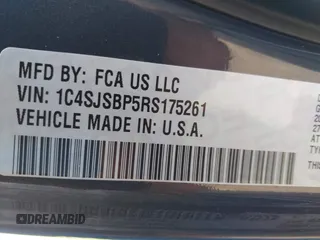 MFD BY: FCA US LLC
VIN: 1C4SJSBP5RS175261
VEHICLE MADE IN U.S.A.
DREAMBID